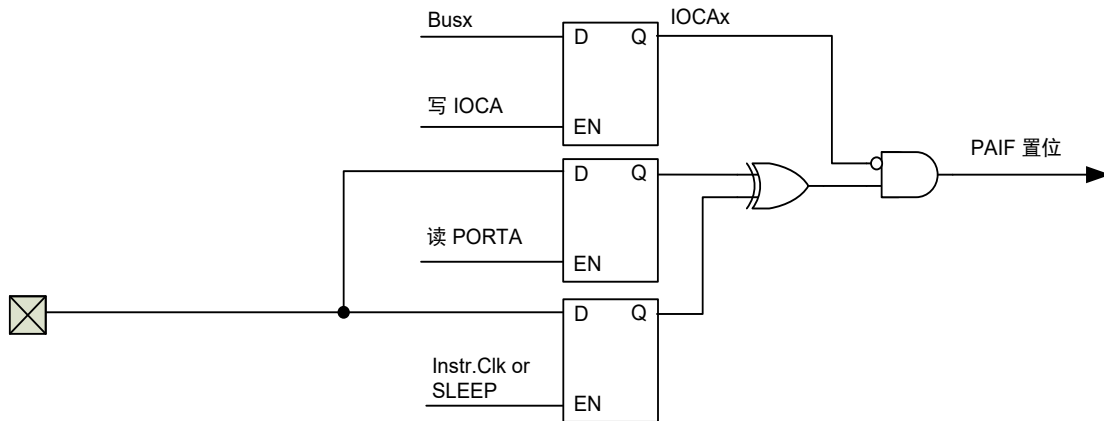 Busx
IOCAx
D
Q
写 IOCA
EN
PAIF 置位
D
Q
读 PORTA
EN
D
Q
Instr.Clk or
SLEEP
EN